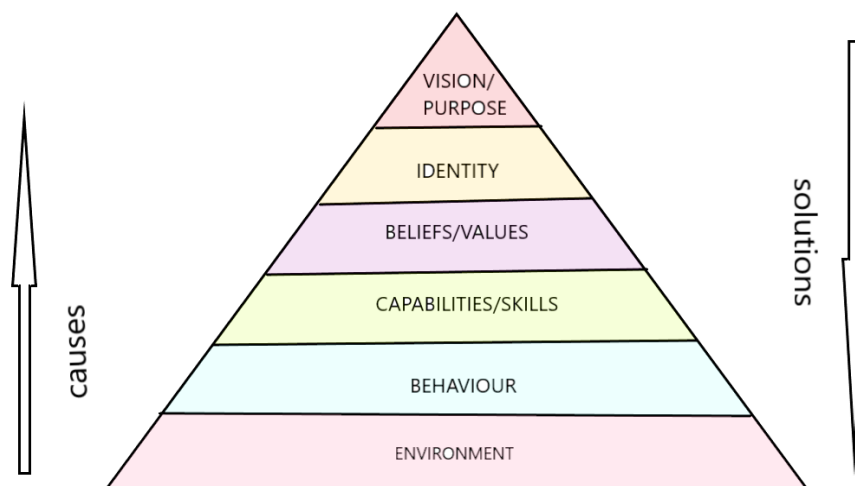 VISION/
PURPOSE
IDENTITY
BELIEFS/VALUES
CAPABILITIES/SKILLS
BEHAVIOUR
ENVIRONMENT
causes
solutions